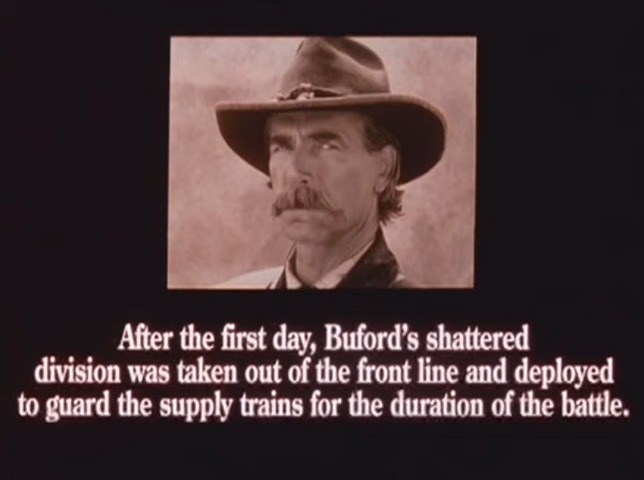 After the first day, Buford's shattered
division was taken out of the front line and deployed
to guard the supply trains for the duration of the battle.